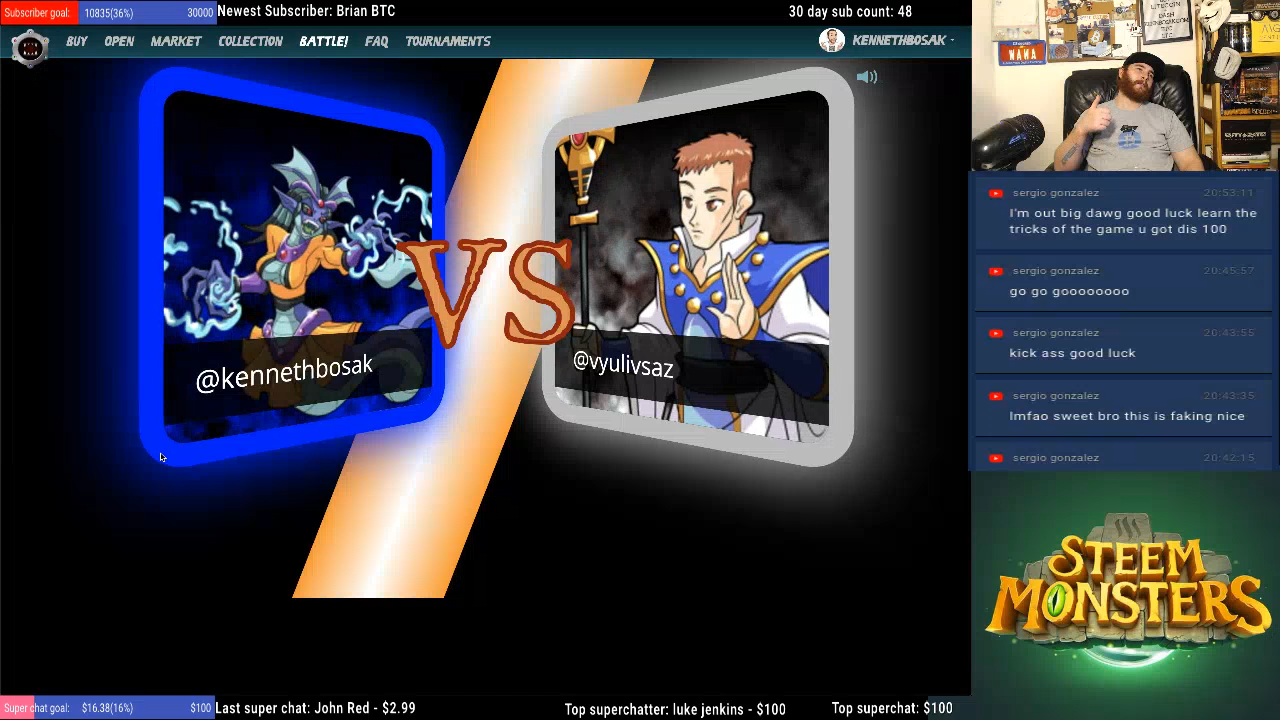 Subscriber goal: 10835(36%) 30000 Newest Subscriber: Brian BTC 30 day sub count: 48
BUY OPEN MARKET COLLECTION BATTLE! FAQ TOURNAMENTS KENNETHBOSAK
VS
@kennethbosak
@vyulivsaz
sergio gonzalez 20:53:11
I'm out big dawg good luck learn the
tricks of the game u got dis 100
sergio gonzalez 20:45:57
go go goooooooo
sergio gonzalez 20:43:55
kick ass good luck
sergio gonzalez 20:43:35
lmfao sweet bro this is faking nice
sergio gonzalez 20:42:15
STEEM
MONSTERS
Super chat goal: $16.38(16%) $100 Last super chat: John Red - $2.99 Top superchatter: luke jenkins - $100 Top superchat: $100